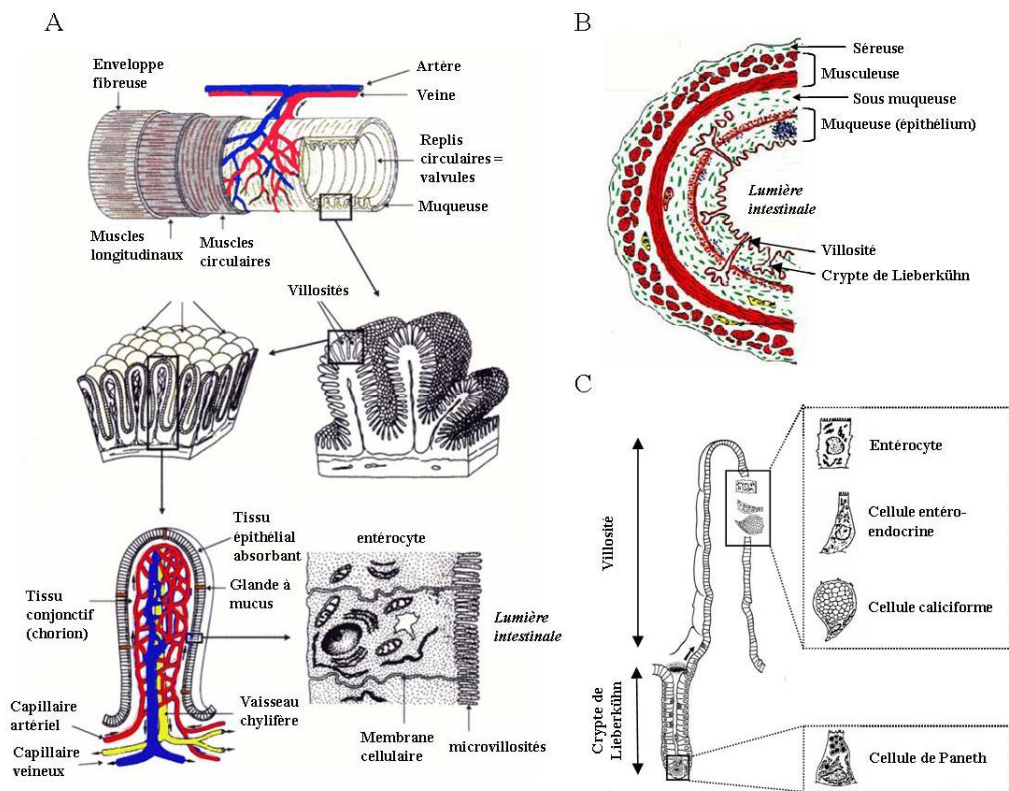 A
Enveloppe
fibreuse
Artère
Veine
Replis
circulaires =
valvules
Muqueuse
Muscles
longitudinaux
Muscles
circulaires
Villosités
Tissu
épithélial
absorbant
Glande à
mucus
Tissu
conjonctif
(chorion)
Capillaire
artériel
Capillaire
veineux
Vaisseau
chylifère
entérocyte
Lumière
intestinale
Membrane
cellulaire
microvillosités
B
Séreuse
Musculeuse
Sous muqueuse
Muqueuse (épithélium)
Lumière
intestinale
Villosité
Crypte de Lieberkühn
C
Villosité
Crypte de
Lieberkühn
Entérocyte
Cellule entéro-
endocrine
Cellule caliciforme
Cellule de Paneth